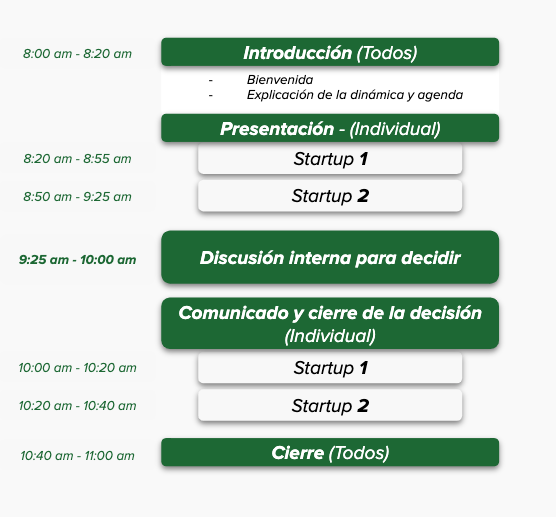 8:00 am - 8:20 am
Introducción (Todos)
- Bienvenida
- Explicación de la dinámica y agenda
Presentación - (Individual)
8:20 am - 8:55 am
Startup 1
8:50 am - 9:25 am
Startup 2
9:25 am - 10:00 am
Discusión interna para decidir
Comunicado y cierre de la decisión
(Individual)
10:00 am - 10:20 am
Startup 1
10:20 am - 10:40 am
Startup 2
10:40 am - 11:00 am
Cierre (Todos)